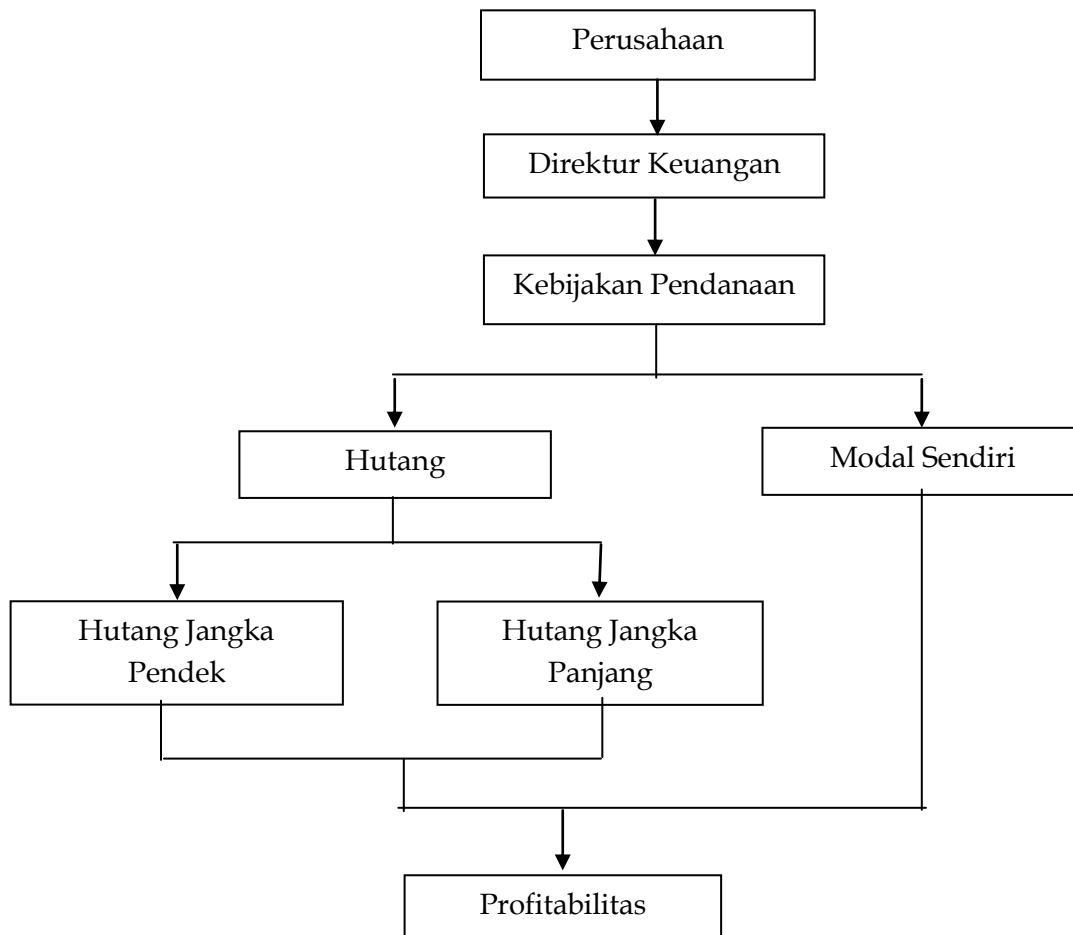 Perusahaan
Direktur Keuangan
Kebijakan Pendanaan
Hutang
Modal Sendiri
Hutang Jangka
Pendek
Hutang Jangka
Panjang
Profitabilitas